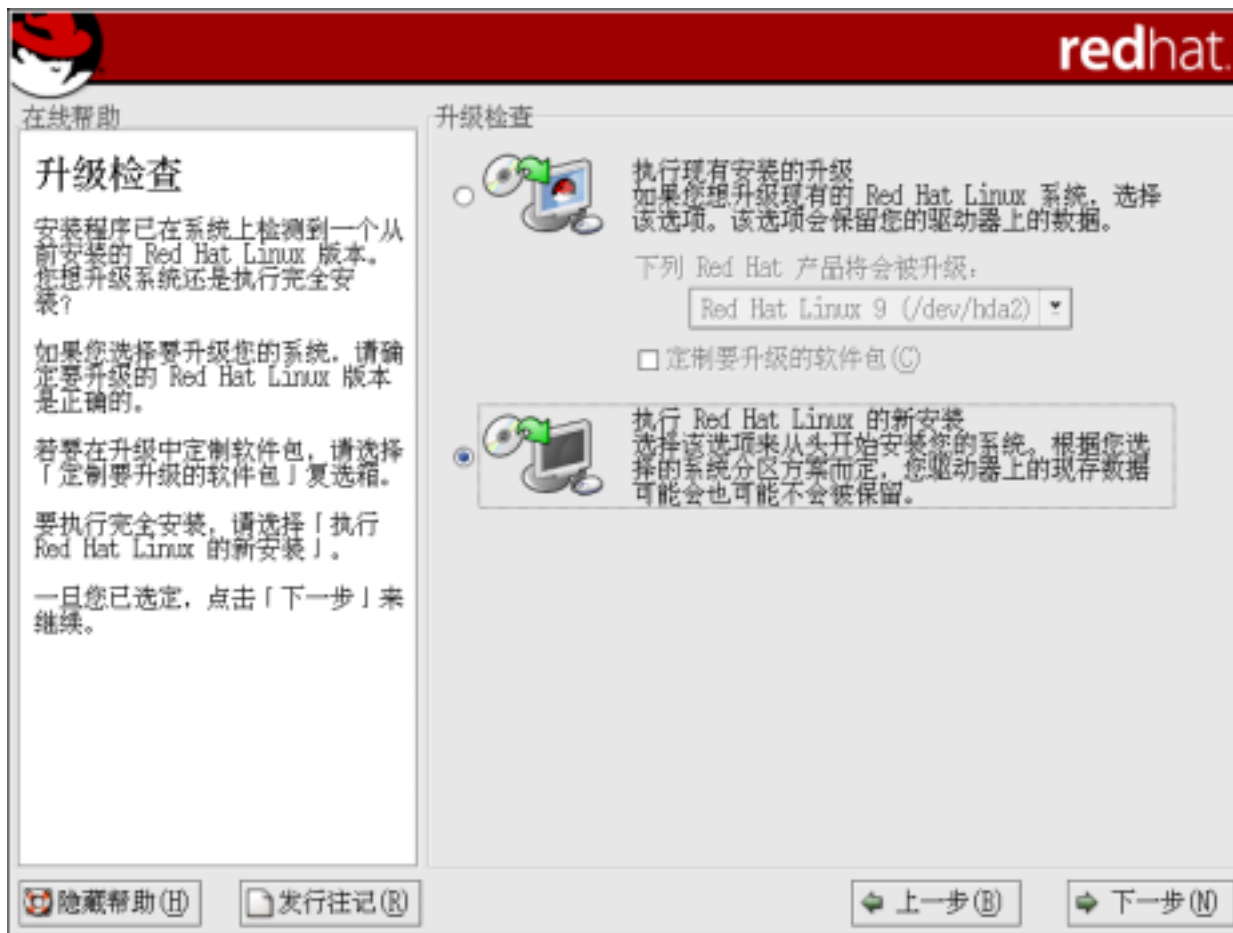 redhat.
在线帮助
升级检查
安装程序已在系统上检测到一个从
前安装的 Red Hat Linux 版本。
您想升级系统还是执行完全安
装?
如果您选择要升级您的系统，请确
定要升级的 Red Hat Linux 版本
是正确的。
若要在升级中定制软件包，请选择
「定制要升级的软件包」复选箱。
要执行完全安装，请选择「执行
Red Hat Linux 的新安装」。
一旦您已选定，点击「下一步」来
继续。
升级检查
执行现有安装的升级
如果您想升级现有的 Red Hat Linux 系统，选择
该选项。该选项会保留您的驱动器上的数据。
下列 Red Hat 产品将会被升级:
Red Hat Linux 9 (/dev/hda2)
定制要升级的软件包(C)
执行 Red Hat Linux 的新安装
选择该选项来从头开始安装您的系统。根据您选
择的系统分区方案而定，您驱动器上的现存数据
可能会也可能不会被保留。
隐藏帮助(H)
发行注记(R)
上一步(B)
下一步(N)